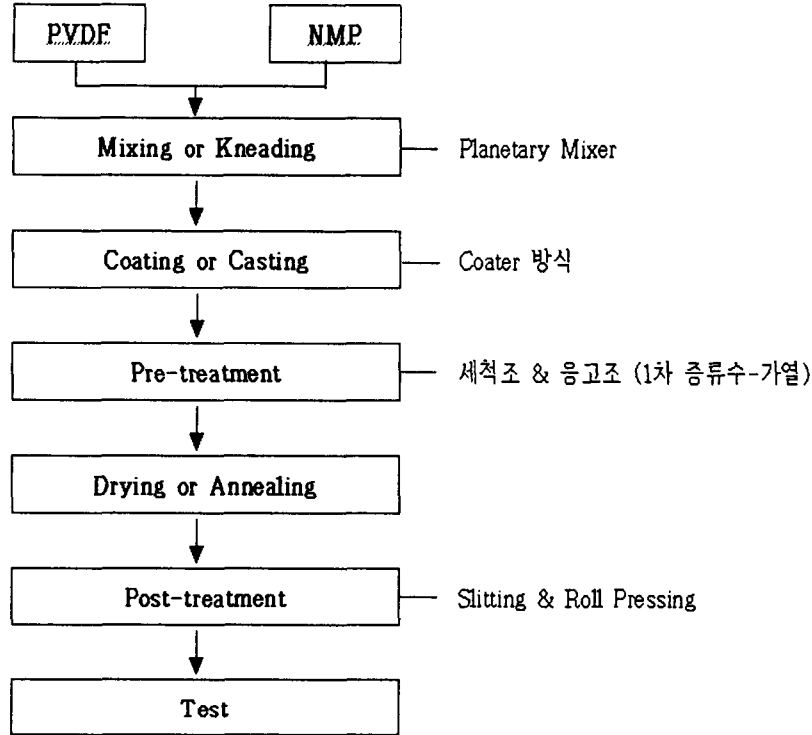 PVDF NMP
Mixing or Kneading Planetary Mixer
Coating or Casting Coater 방식
Pre-treatment 세척조 & 응고조 (1차 증류수-가열)
Drying or Annealing
Post-treatment Slitting & Roll Pressing
Test